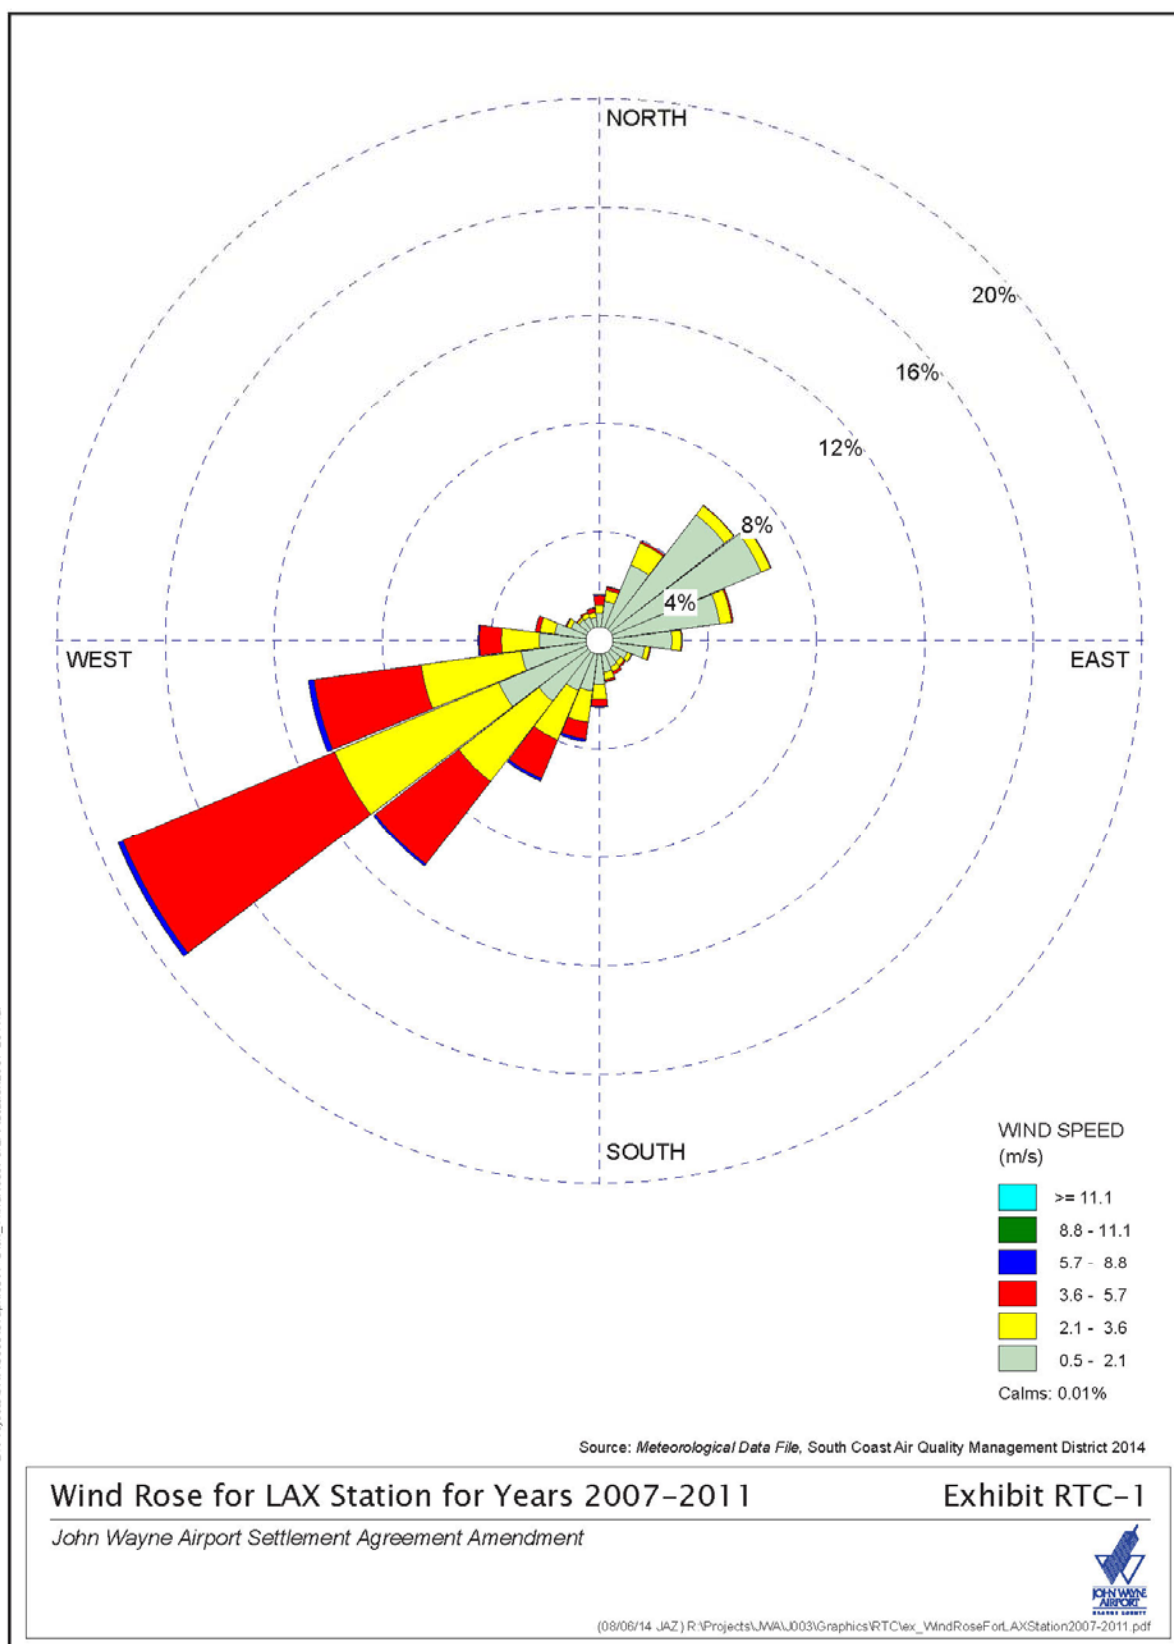 NORTH
20%
16%
12%
8%
4%
WEST
EAST
SOUTH
WIND SPEED
(m/s)
>= 11.1
8.8 - 11.1
5.7 - 8.8
3.6 - 5.7
2.1 - 3.6
0.5 - 2.1
Calms: 0.01%
Source: Meteorological Data File, South Coast Air Quality Management District 2014
Wind Rose for LAX Station for Years 2007–2011
Exhibit RTC–1
John Wayne Airport Settlement Agreement Amendment
JOHN WAYNE
AIRPORT
ORANGE COUNTY
(08/06/14 JAZ) R:\Projects\JWA\J003\Graphics\RTC\ex_WindRoseForLAXStation2007-2011.pdf